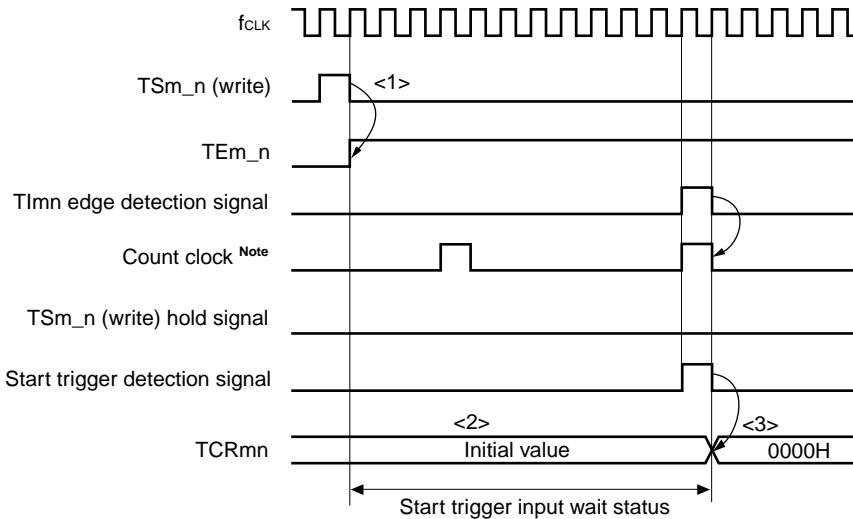 fCLK
TSm_n (write)
<1>
TEm_n
TImn edge detection signal
Count clock Note
TSm_n (write) hold signal
Start trigger detection signal
<2>
<3>
TCRmn
Initial value
0000H
Start trigger input wait status